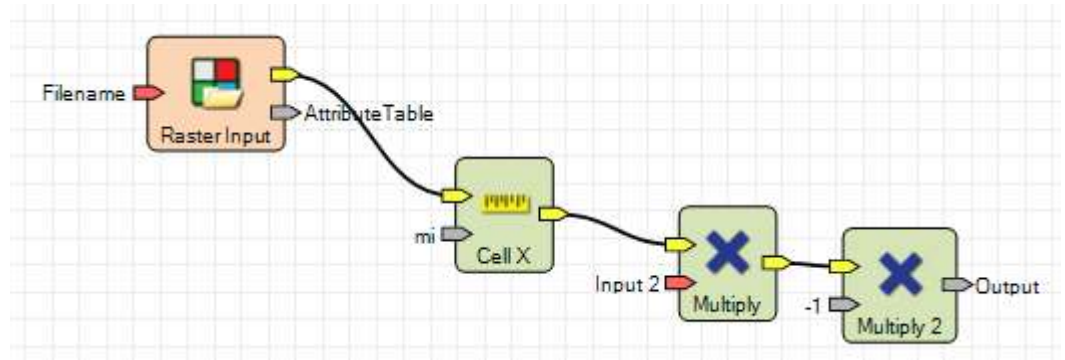 Filename
AttributeTable
Raster Input
mi
Cell X
Input 2
Multiply
-1
Output
Multiply 2